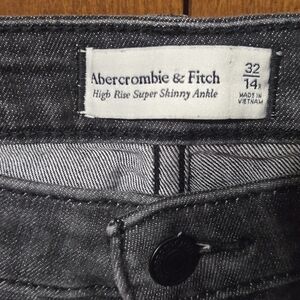 Abercrombie & Fitch
High Rise Super Skinny Ankle
32
14
MADE IN
VIETNAM